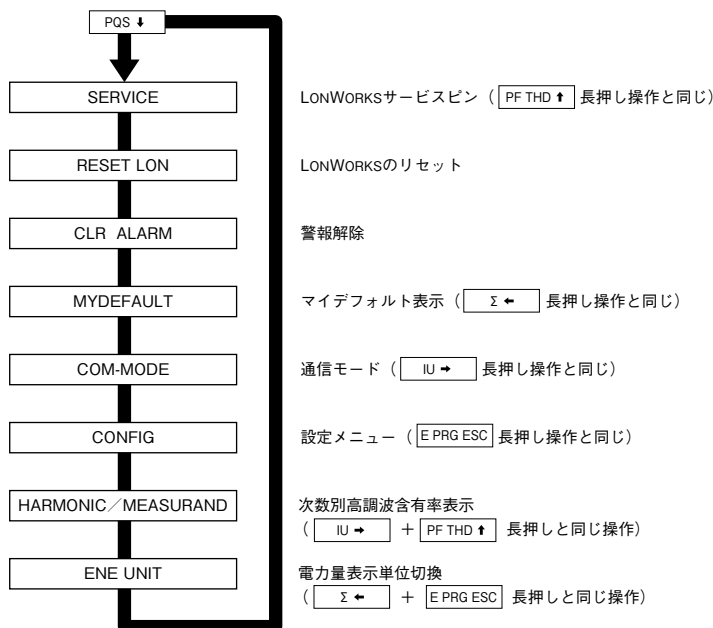 PQS ⬇
SERVICE LONWORKSサービスピン（ PF THD ⬆ 長押し操作と同じ）
RESET LON LONWORKSのリセット
CLR ALARM 警報解除
MYDEFAULT マイデフォルト表示（ Σ ⬅ 長押し操作と同じ）
COM-MODE 通信モード（ IU ➡ 長押し操作と同じ）
CONFIG 設定メニュー（ E PRG ESC 長押し操作と同じ）
HARMONIC／MEASURAND 次数別高調波含有率表示
（ IU ➡ ＋ PF THD ⬆ 長押しと同じ操作）
ENE UNIT 電力量表示単位切換
（ Σ ⬅ ＋ E PRG ESC 長押しと同じ操作）